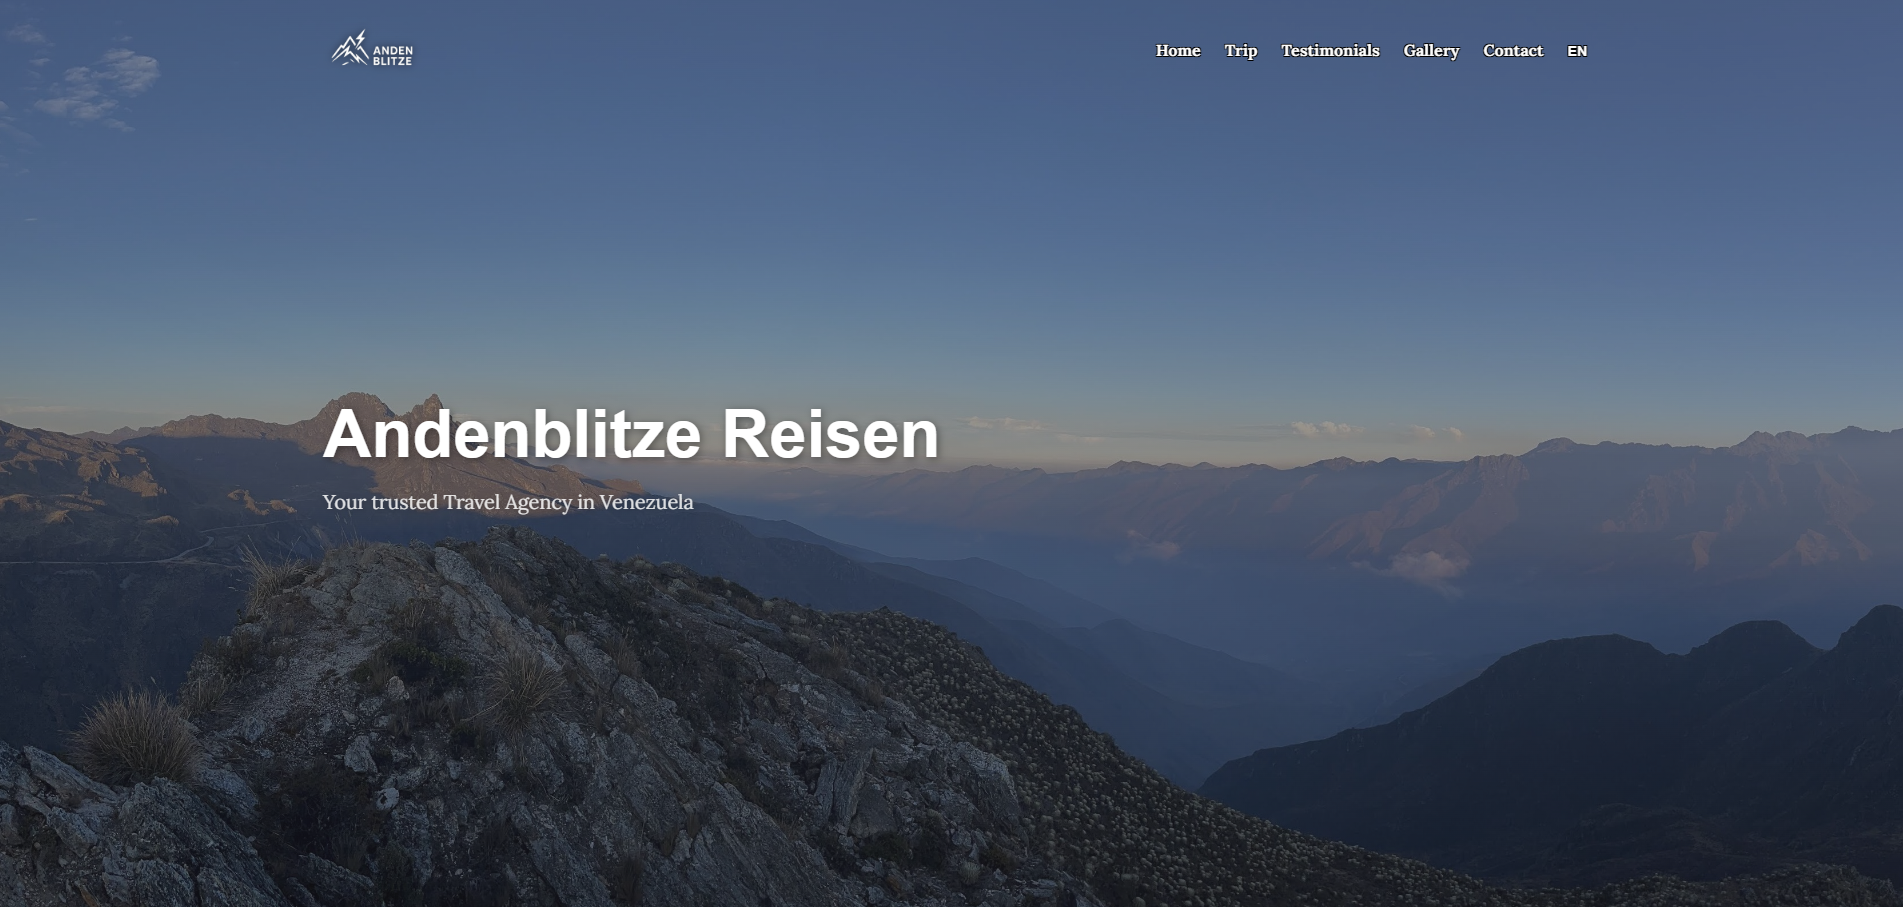 ANDEN
BLITZE
Home Trip Testimonials Gallery Contact EN
Andenblitze Reisen
Your trusted Travel Agency in Venezuela